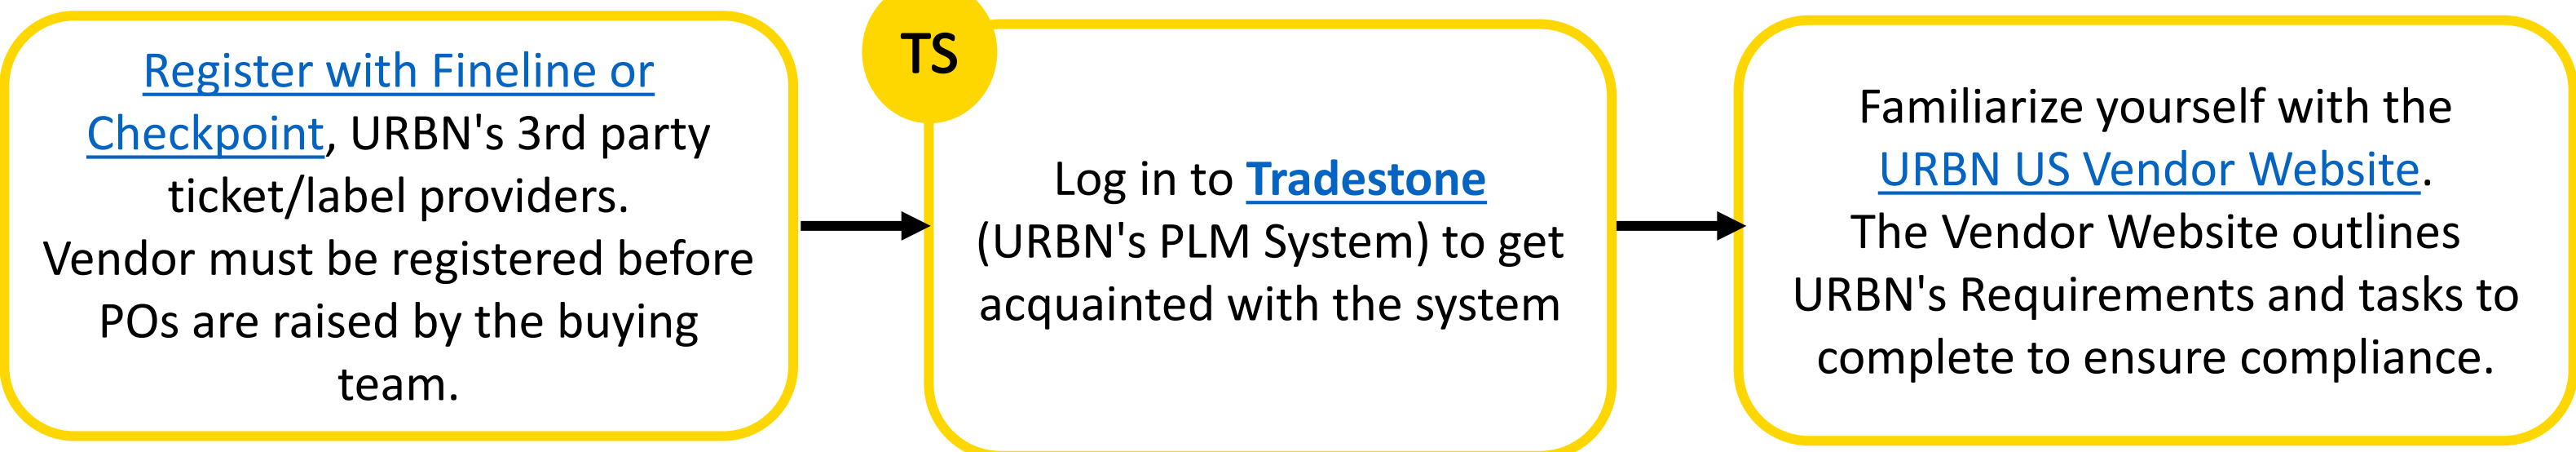 Register with Fineline or
Checkpoint, URBN's 3rd party
ticket/label providers.
Vendor must be registered before
POs are raised by the buying
team.
TS
Log in to Tradestone
(URBN's PLM System) to get
acquainted with the system
Familiarize yourself with the
URBN US Vendor Website.
The Vendor Website outlines
URBN's Requirements and tasks to
complete to ensure compliance.